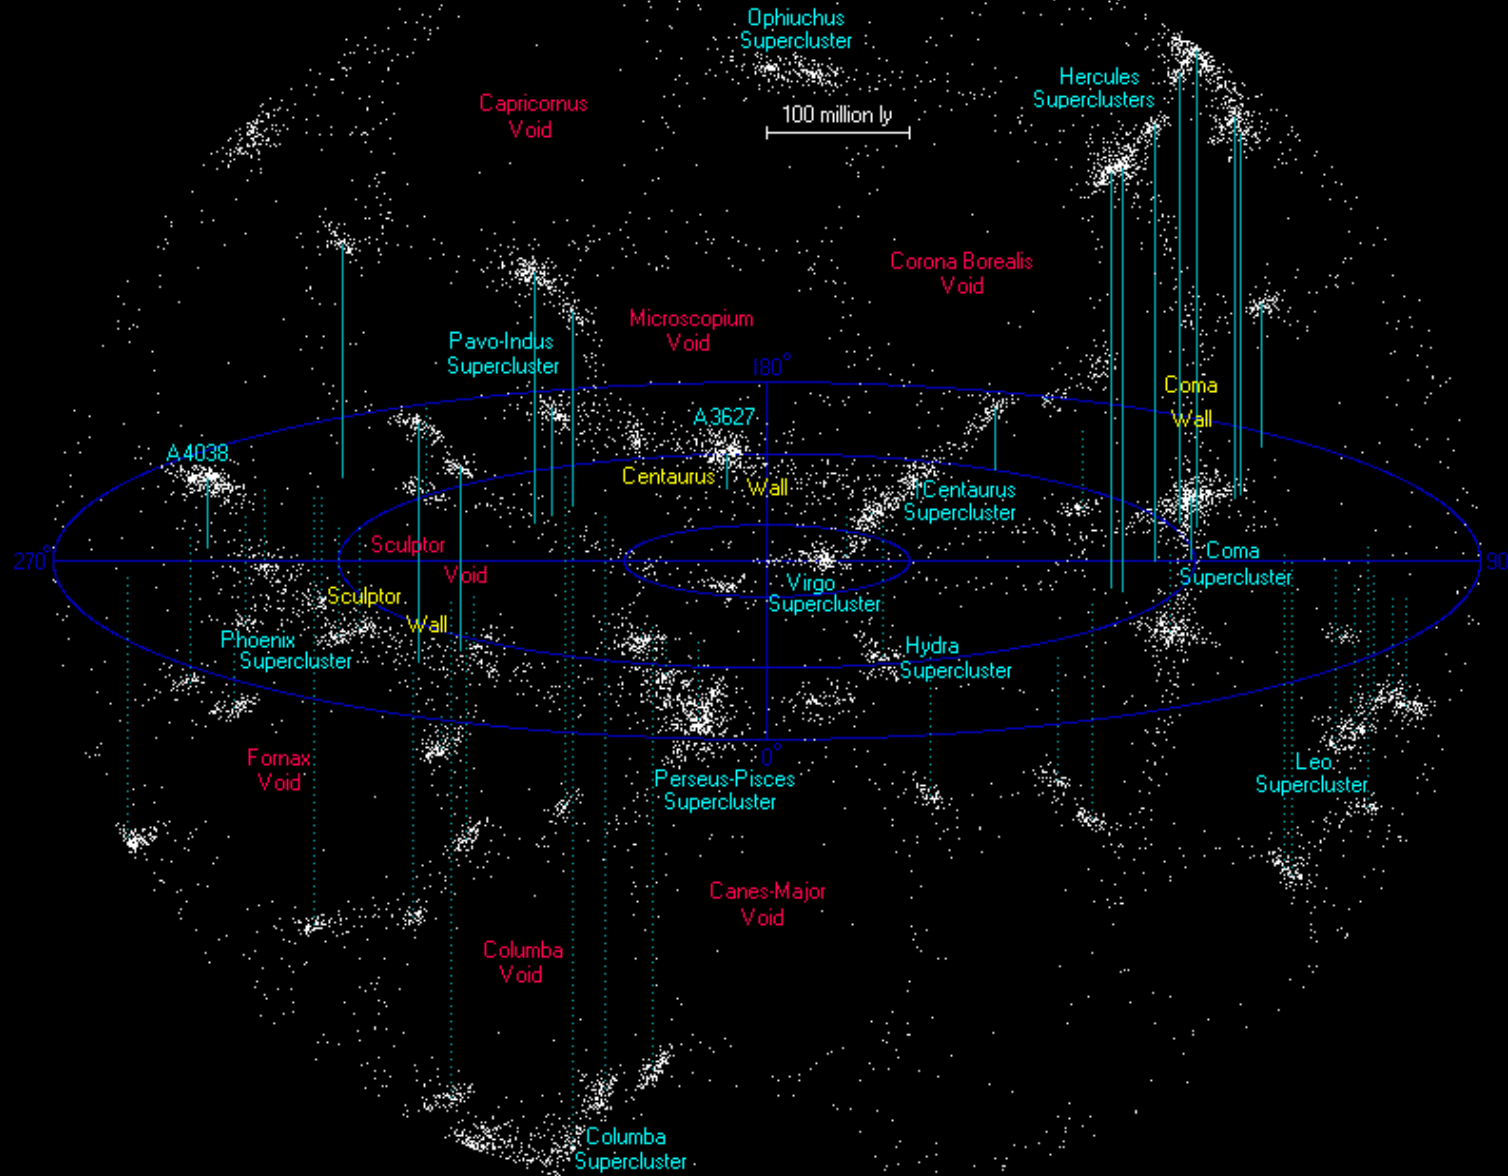 Ophiuchus
Supercluster
Hercules
Superclusters
Capricornus
Void
100 million ly
Corona Borealis
Void
Microscopium
Void
Pavo-Indus
Supercluster
180°
Coma
Wall
A3627
A4038
Centaurus
Wall
Centaurus
Supercluster
Sculptor
Void
270°
90
Coma
Supercluster
Virgo
Supercluster
Sculptor
Wall
Phoenix
Supercluster
Hydra
Supercluster
Fornax
Void
0°
Perseus-Pisces
Supercluster
Leo
Supercluster
Canes-Major
Void
Columba
Void
Columba
Supercluster